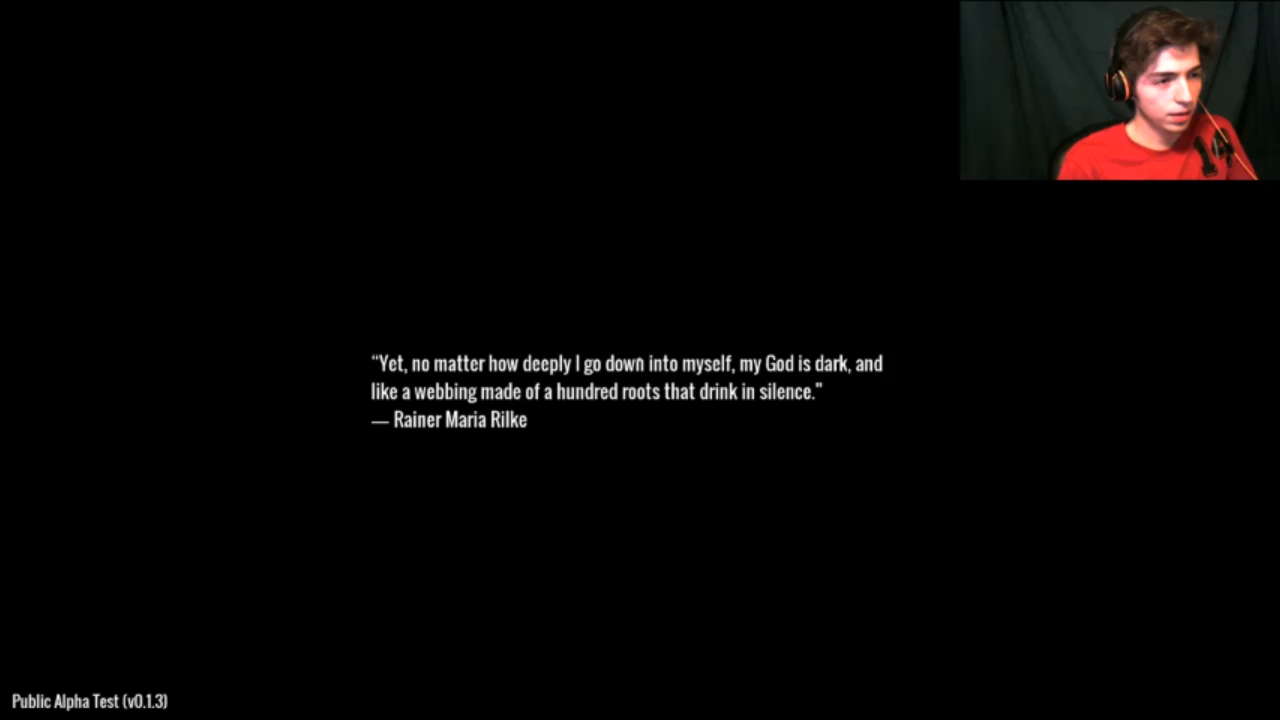 “Yet, no matter how deeply I go down into myself, my God is dark, and
like a webbing made of a hundred roots that drink in silence.”
— Rainer Maria Rilke
Public Alpha Test (v0.1.3)